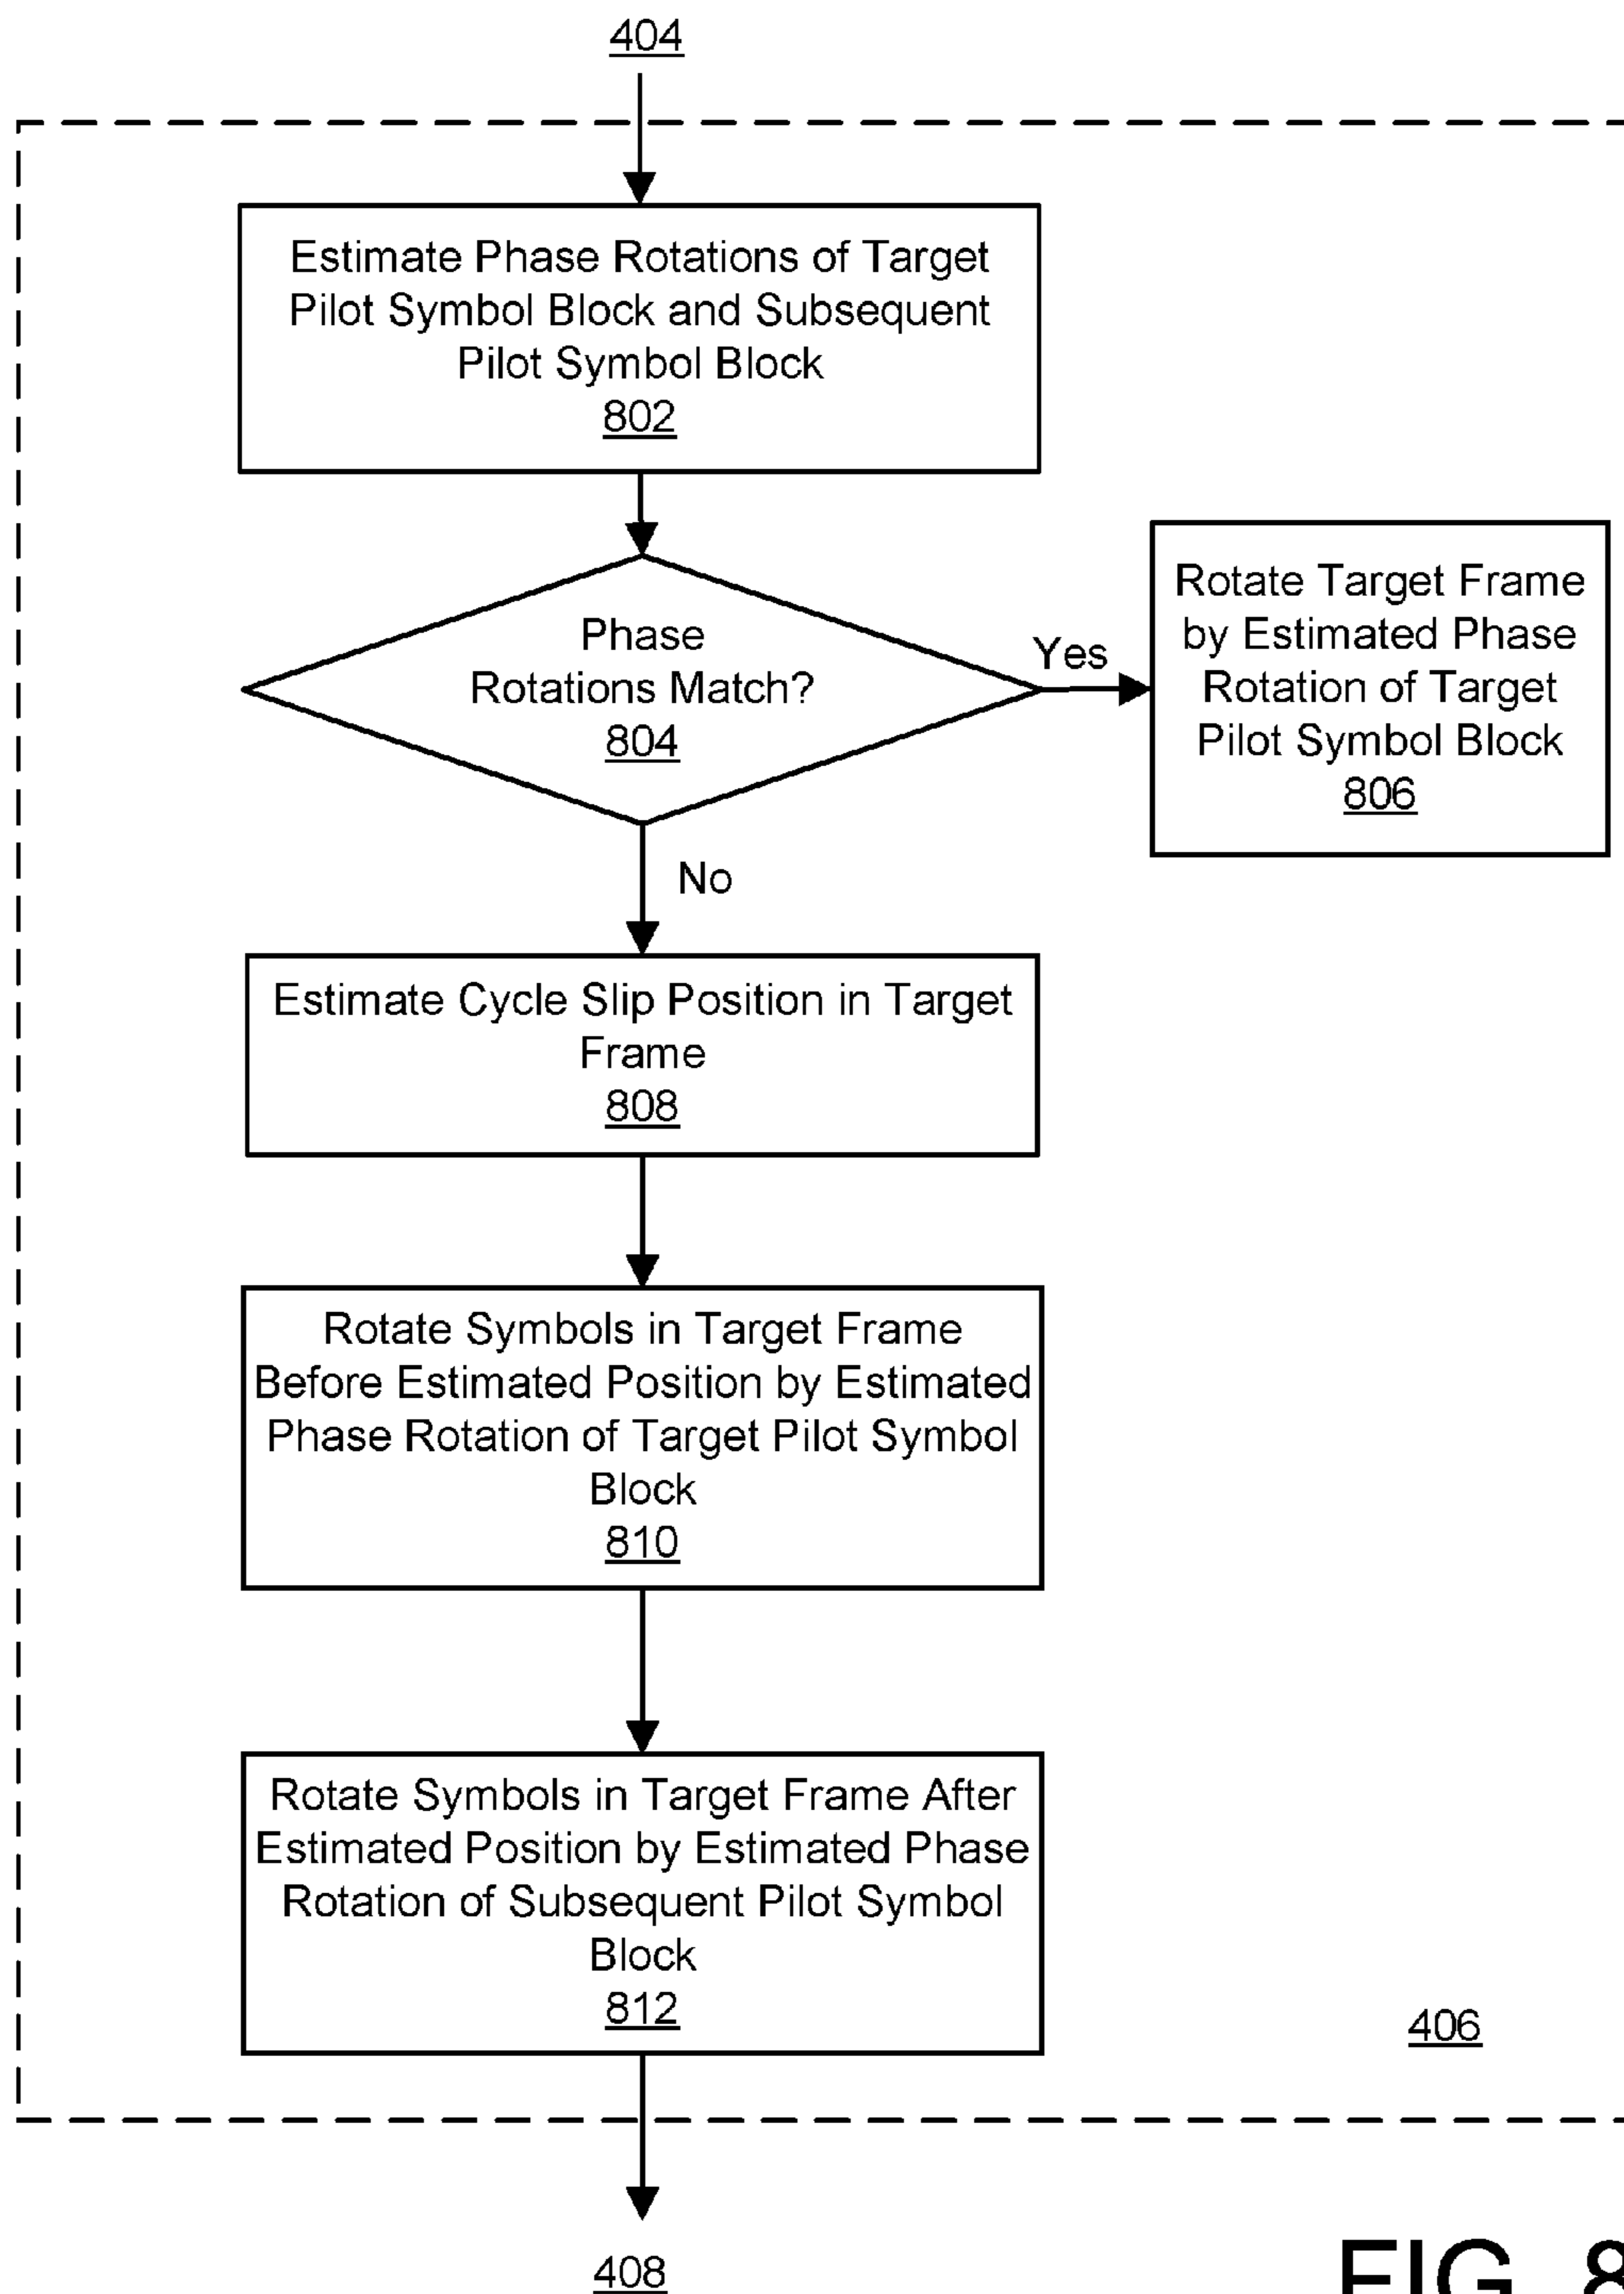 404
Estimate Phase Rotations of Target
Pilot Symbol Block and Subsequent
Pilot Symbol Block
802
Phase
Rotations Match?
804
Yes
Rotate Target Frame
by Estimated Phase
Rotation of Target
Pilot Symbol Block
806
No
Estimate Cycle Slip Position in Target
Frame
808
Rotate Symbols in Target Frame
Before Estimated Position by Estimated
Phase Rotation of Target Pilot Symbol
Block
810
Rotate Symbols in Target Frame After
Estimated Position by Estimated Phase
Rotation of Subsequent Pilot Symbol
Block
812
406
408
FIG. 8